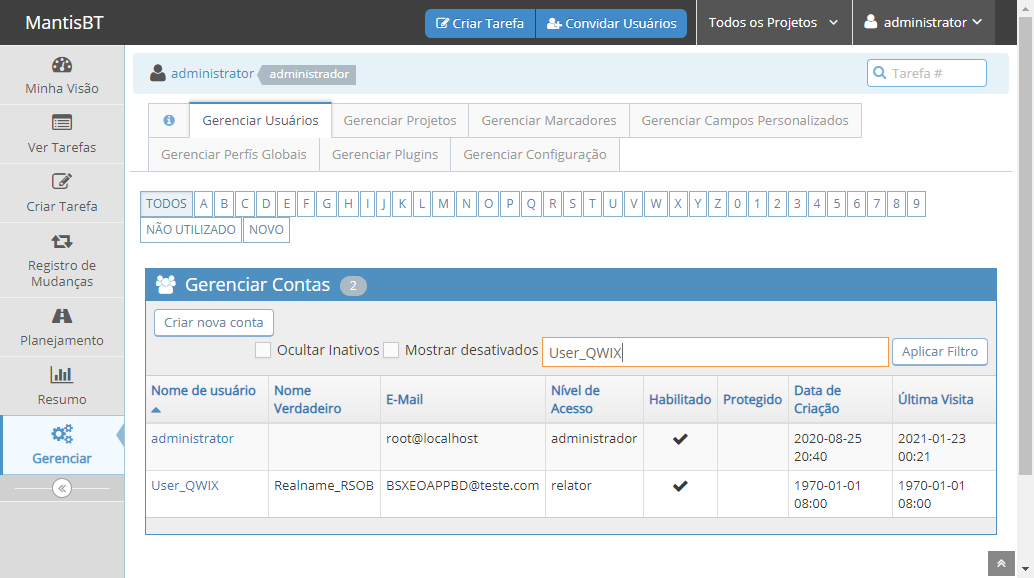 MantisBT
Criar Tarefa
Convidar Usuários
Todos os Projetos
administrator
Minha Visão
Ver Tarefas
Criar Tarefa
Registro de
Mudanças
Planejamento
Resumo
Gerenciar
administrator administrador
Tarefa #
Gerenciar Usuários Gerenciar Projetos Gerenciar Marcadores Gerenciar Campos Personalizados
Gerenciar Perfís Globais Gerenciar Plugins Gerenciar Configuração
TODOS A B C D E F G H I J K L M N O P Q R S T U V W X Y Z 0 1 2 3 4 5 6 7 8 9
NÃO UTILIZADO NOVO
Gerenciar Contas 2
Criar nova conta
Ocultar Inativos Mostrar desativados User_QWIX Aplicar Filtro
Nome de usuário
Nome
Verdadeiro
E-Mail
Nível de
Acesso
Habilitado
Protegido
Data de
Criação
Última Visita
administrator root@localhost administrador 2020-08-25 2021-01-23
20:40 00:21
User_QWIX Realname_RSOB BSXEOAPPBD@teste.com relator 1970-01-01 1970-01-01
08:00 08:00